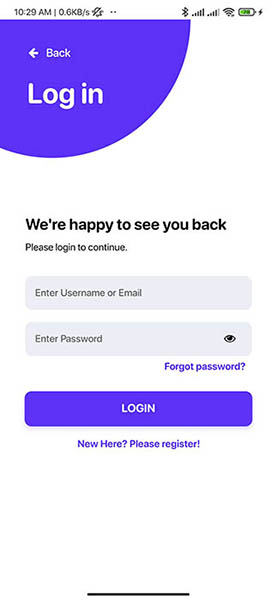 10:29 AM | 0.6KB/s
Back
Log in
We're happy to see you back
Please login to continue.
Enter Username or Email
Enter Password
Forgot password?
LOGIN
New Here? Please register!